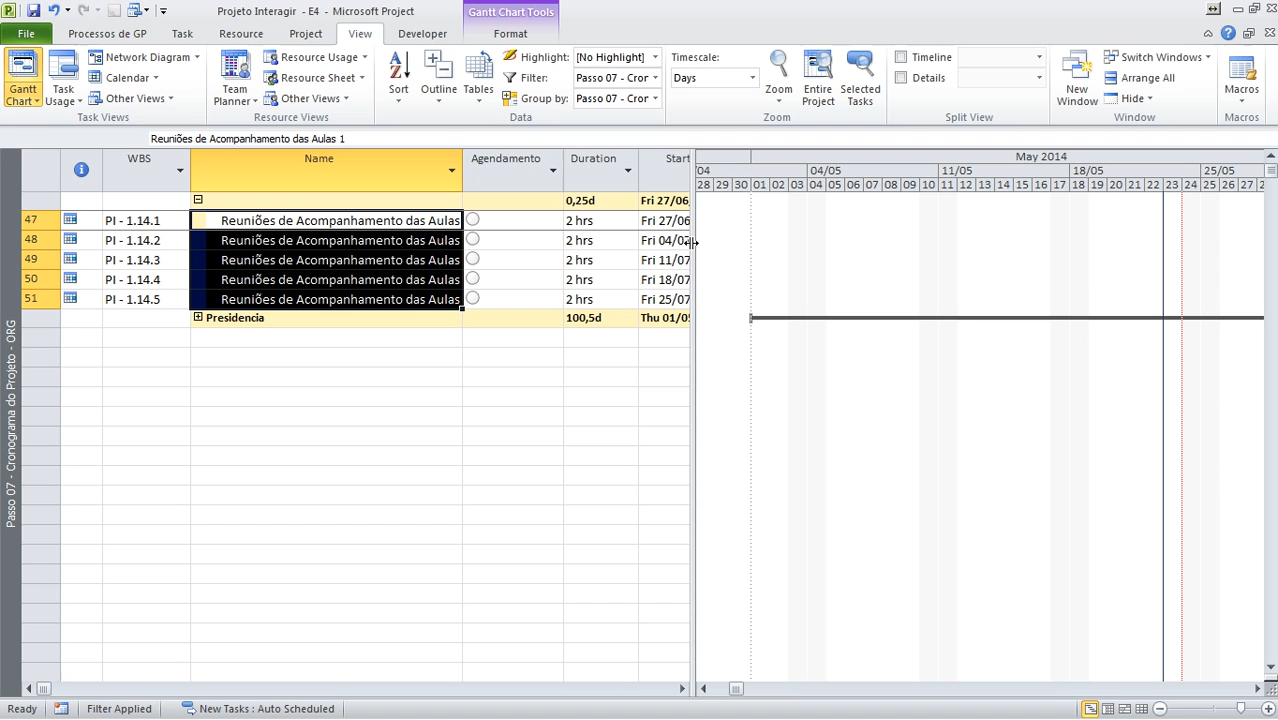 Projeto Interagir - E4 - Microsoft Project
Gantt Chart Tools
File
Processos de GP
Task
Resource
Project
View
Developer
Format
Gantt Chart
Task Usage
Network Diagram
Calendar
Other Views
Task Views
Team Planner
Resource Usage
Resource Sheet
Other Views
Resource Views
Sort
Outline
Tables
Highlight: [No Highlight]
Filter: Passo 07 - Cror
Group by: Passo 07 - Cror
Data
Timescale:
Days
Zoom
Entire Project
Selected Tasks
Zoom
Timeline
Details
Split View
New Window
Switch Windows
Arrange All
Hide
Window
Macros
Macros
Reuniões de Acompanhamento das Aulas 1
WBS Name Agendamento Duration Start
May 2014
/04 04/05 11/05 18/05 25/05
28 29 30 01 02 03 04 05 06 07 08 09 10 11 12 13 14 15 16 17 18 19 20 21 22 23 24 25 26 27 2
0,25d Fri 27/06
47 PI - 1.14.1 Reuniões de Acompanhamento das Aulas 2 hrs Fri 27/06
48 PI - 1.14.2 Reuniões de Acompanhamento das Aulas 2 hrs Fri 04/0
49 PI - 1.14.3 Reuniões de Acompanhamento das Aulas 2 hrs Fri 11/07
50 PI - 1.14.4 Reuniões de Acompanhamento das Aulas 2 hrs Fri 18/07
51 PI - 1.14.5 Reuniões de Acompanhamento das Aulas 2 hrs Fri 25/07
Presidencia 100,5d Thu 01/05
Passo 07 - Cronograma do Projeto - ORG
Ready
Filter Applied
New Tasks : Auto Scheduled